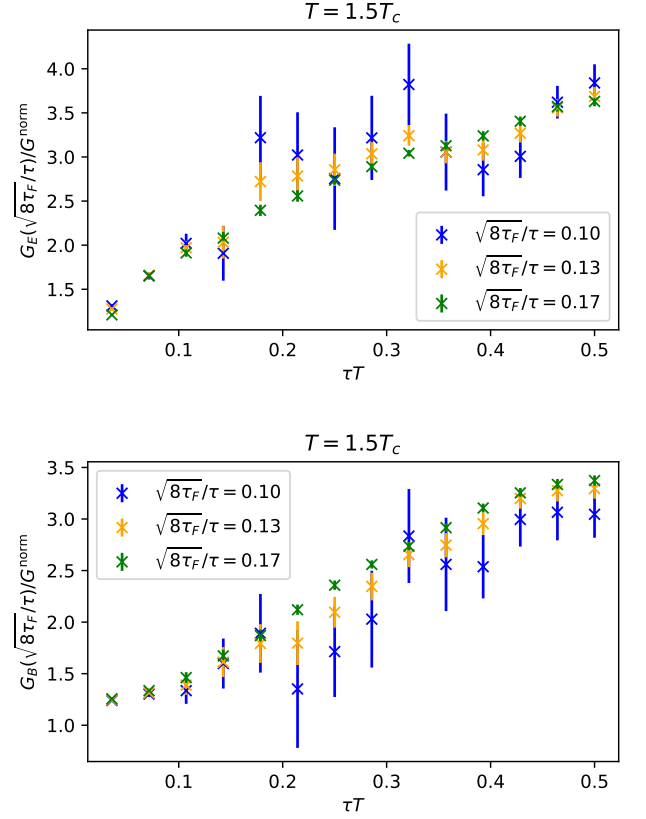 T = 1.5T_c
G_E(√8τ_F/τ)/G^norm
4.0
3.5
3.0
2.5
2.0
1.5
√8τ_F/τ = 0.10
√8τ_F/τ = 0.13
√8τ_F/τ = 0.17
0.1 0.2 0.3 0.4 0.5
τT
T = 1.5T_c
G_B(√8τ_F/τ)/G^norm
3.5
3.0
2.5
2.0
1.5
1.0
√8τ_F/τ = 0.10
√8τ_F/τ = 0.13
√8τ_F/τ = 0.17
0.1 0.2 0.3 0.4 0.5
τT